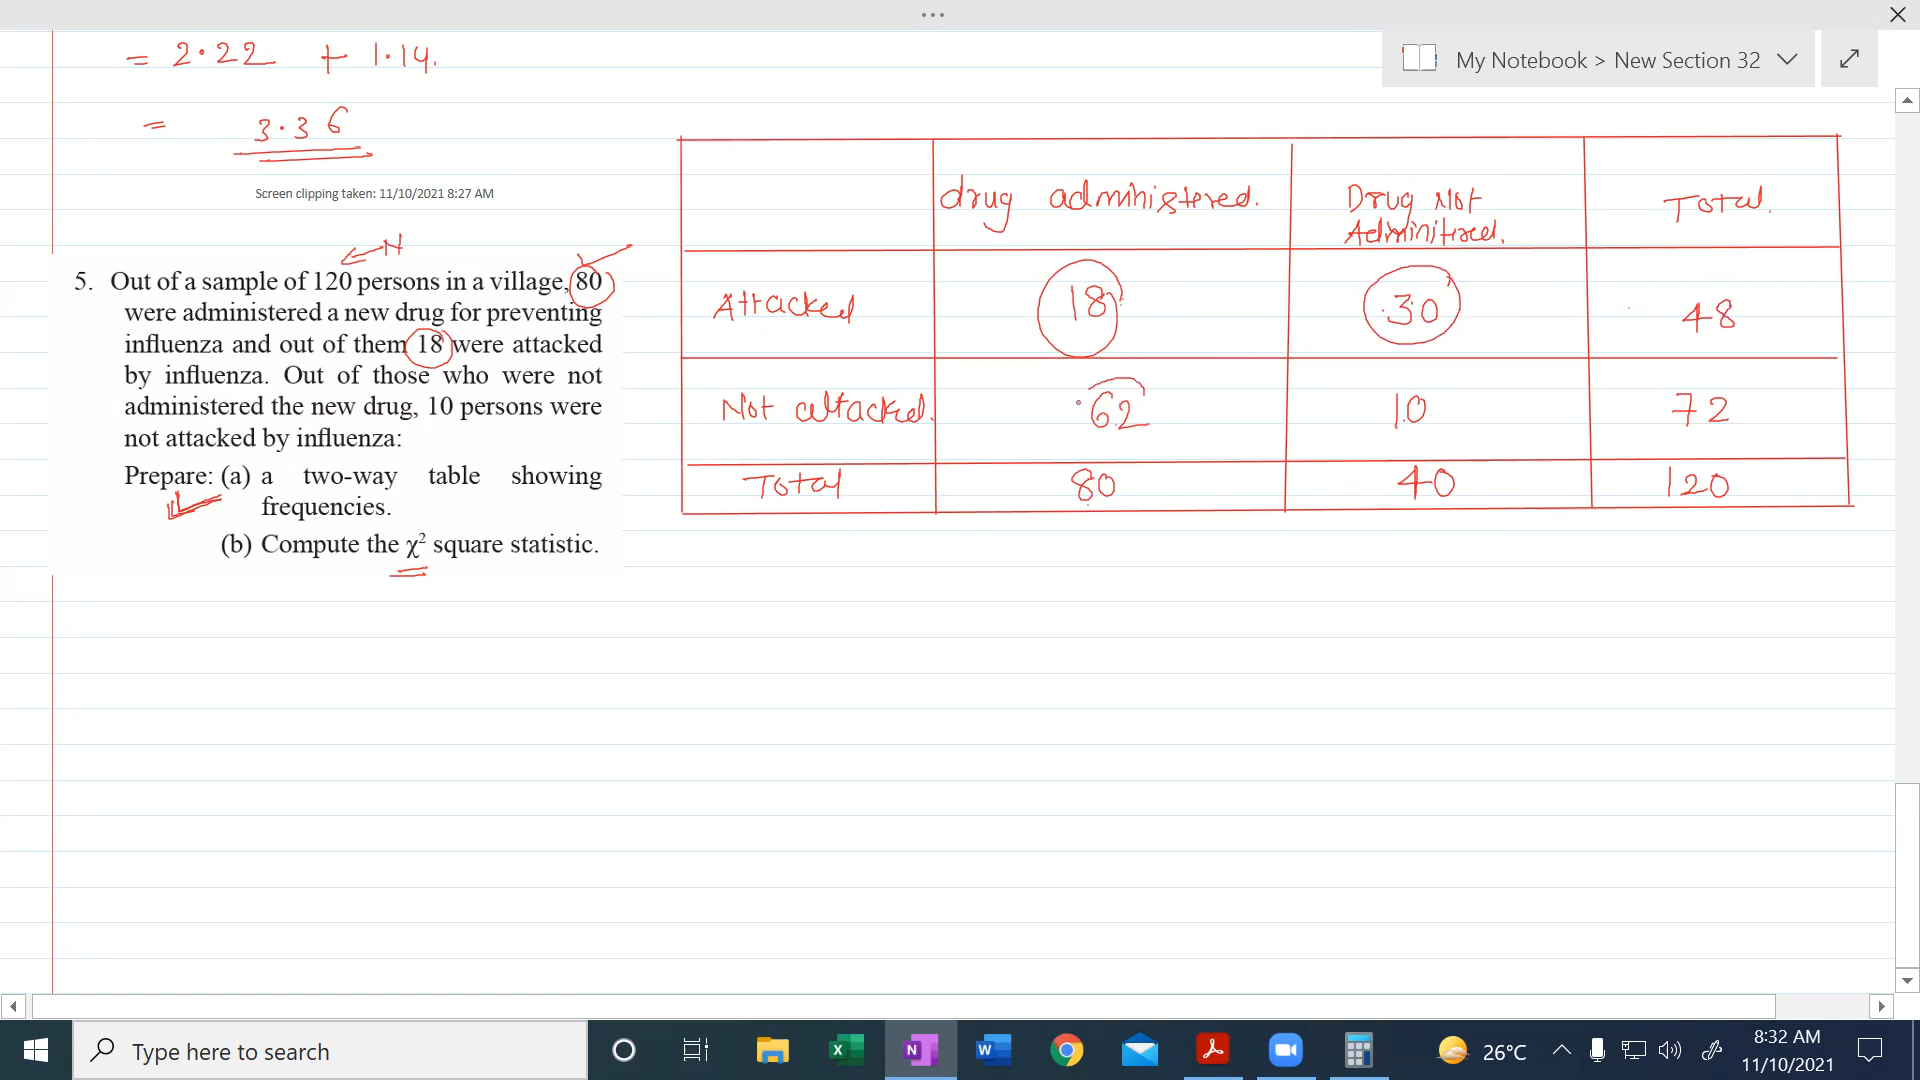 = 2.22 + 1.14.
= 3.36
My Notebook > New Section 32
Screen clipping taken: 11/10/2021 8:27 AM
N
5. Out of a sample of 120 persons in a village, 80
were administered a new drug for preventing
influenza and out of them 18 were attacked
by influenza. Out of those who were not
administered the new drug, 10 persons were
not attacked by influenza:
Prepare: (a) a two-way table showing
frequencies.
(b) Compute the χ² square statistic.
drug administered. Drug Not Total.
Adminitired.
Attacked 18 30 48
Not attacked. 62 10 72
Total 80 40 120
Type here to search
26°C
8:32 AM
11/10/2021